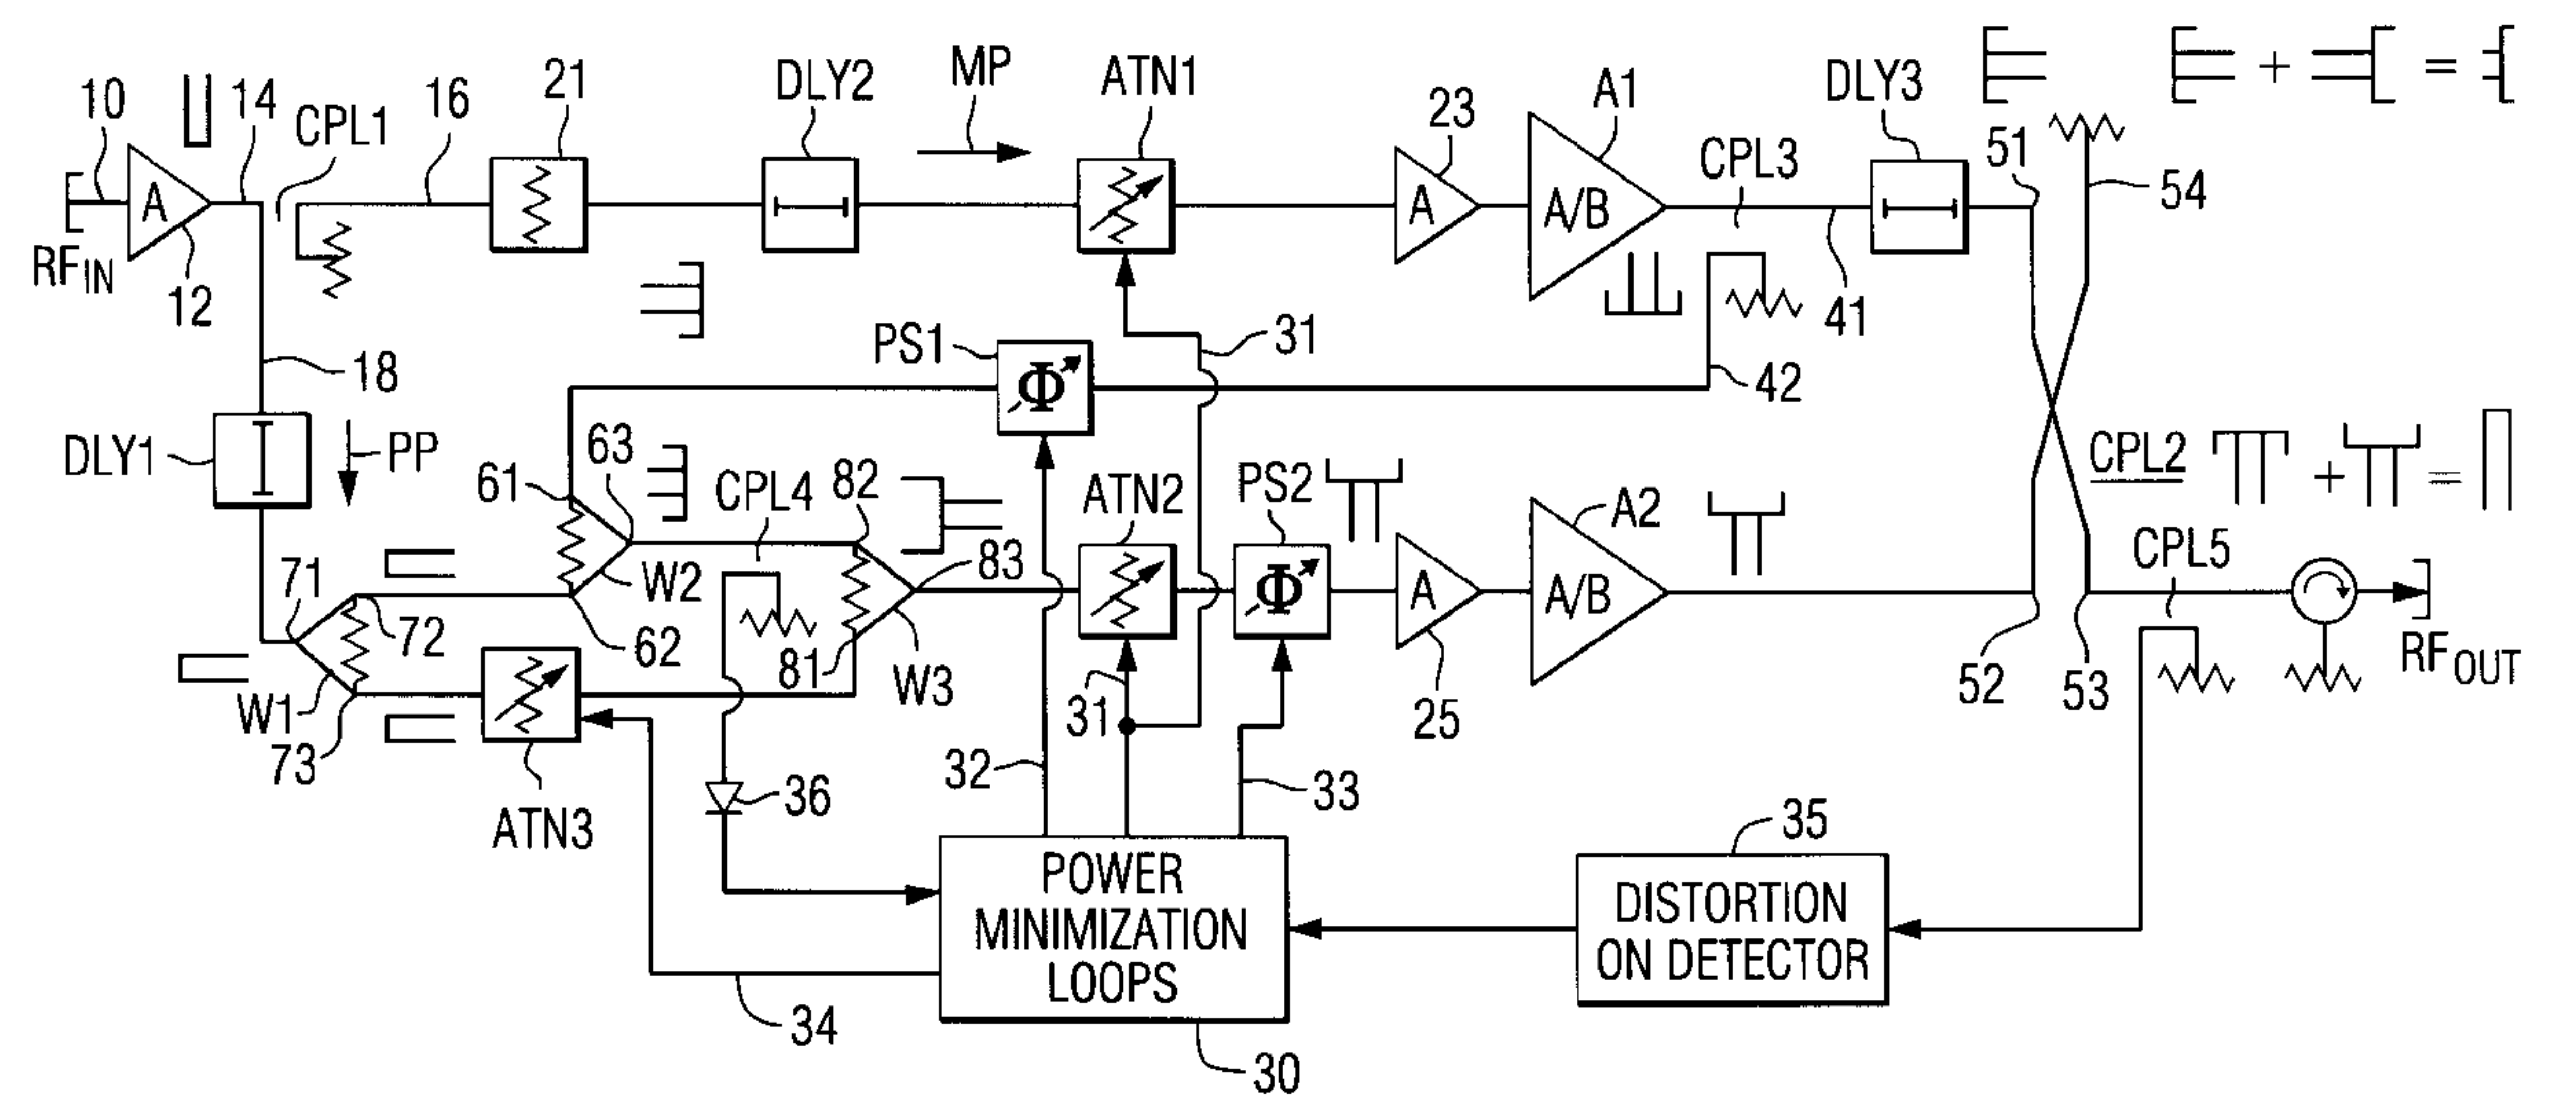 10
14
CPL1
16
21
DLY2
MP
ATN1
23
A1
CPL3
DLY3
51
+
=
54
A
A
A/B
RFIN
12
41
PS1
Φ
31
42
18
DLY1
PP
61
63
CPL4
82
ATN2
PS2
A2
CPL2
+
=
CPL5
71
72
W2
62
83
Φ
A
A/B
W1
73
81
W3
31
25
52
53
RFOUT
ATN3
36
32
33
35
POWER
MINIMIZATION
LOOPS
DISTORTION
ON DETECTOR
34
30